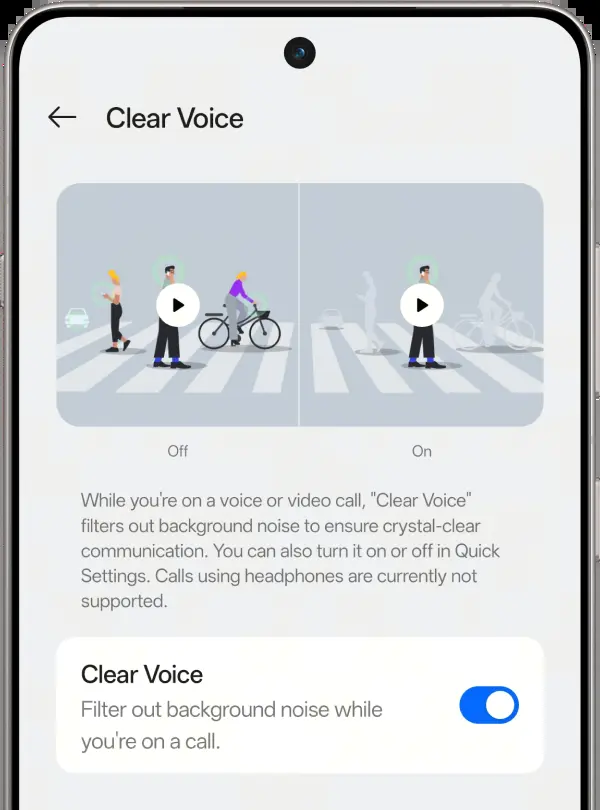 Clear Voice
Off
On
While you're on a voice or video call, "Clear Voice"
filters out background noise to ensure crystal-clear
communication. You can also turn it on or off in Quick
Settings. Calls using headphones are currently not
supported.
Clear Voice
Filter out background noise while
you're on a call.